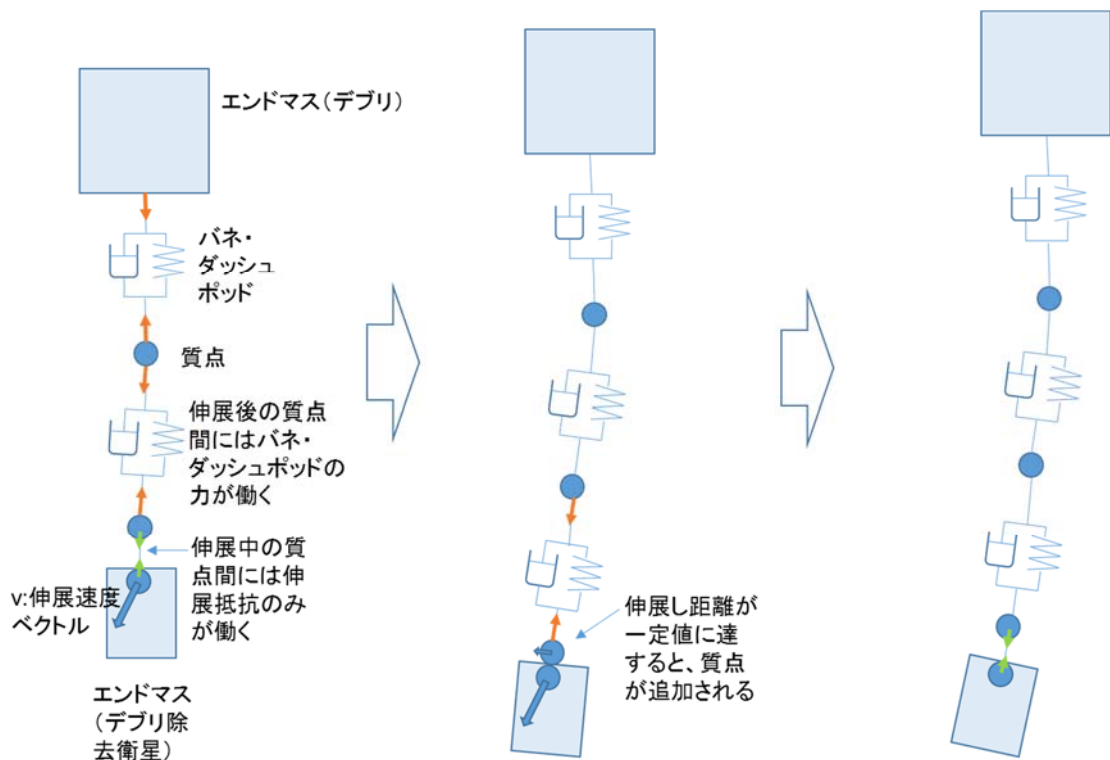 エンドマス(デブリ)
バネ・
ダッシュ
ポッド
質点
伸展後の質点
間にはバネ・
ダッシュポッドの
力が働く
伸展中の質
点間には伸
展抵抗のみ
が働く
v:伸展速度
ベクトル
エンドマス
(デブリ除
去衛星)
伸展し距離が
一定値に達
すると、質点
が追加される